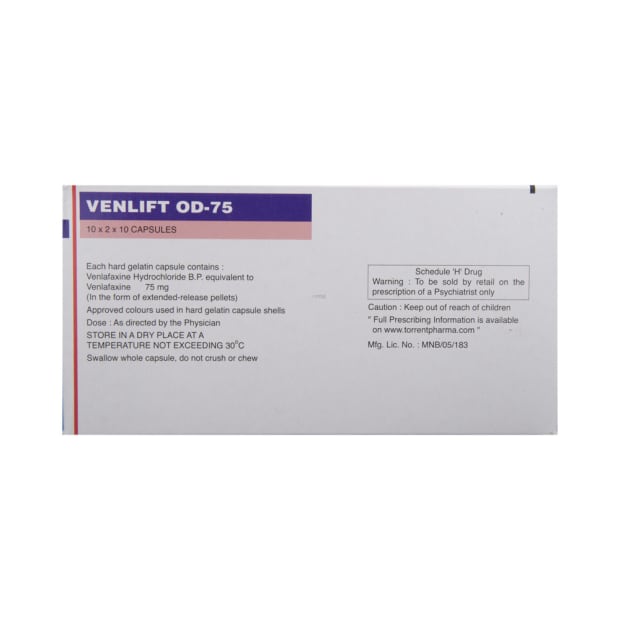 VENLIFT OD-75
10 x 2 x 10 CAPSULES
Each hard gelatin capsule contains :
Venlafaxine Hydrochloride B.P. equivalent to
Venlafaxine 75 mg
(In the form of extended-release pellets)
Approved colours used in hard gelatin capsule shells
Dose : As directed by the Physician
STORE IN A DRY PLACE AT A
TEMPERATURE NOT EXCEEDING 30°C
Swallow whole capsule, do not crush or chew
Schedule 'H' Drug
Warning : To be sold by retail on the
prescription of a Psychiatrist only
Caution : Keep out of reach of children
" Full Prescribing Information is available
on www.torrentpharma.com "
Mfg. Lic. No. : MNB/05/183